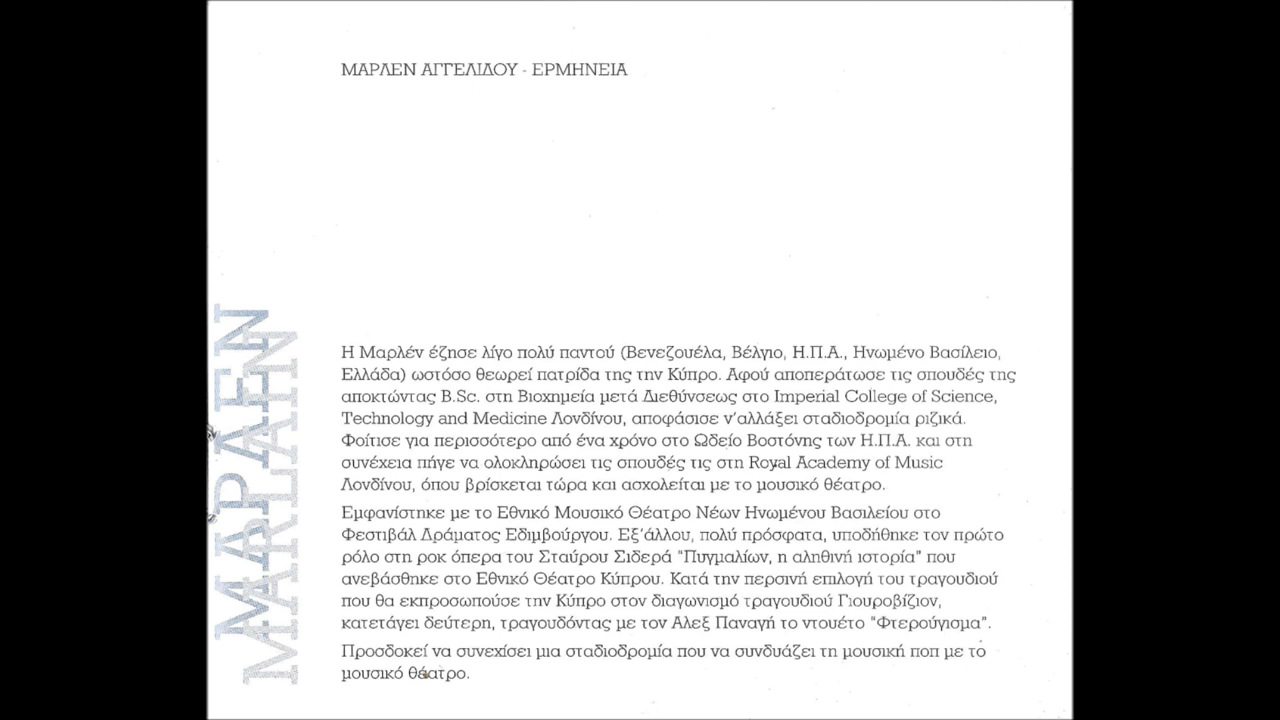 ΜΑΡΛΕΝ ΑΓΓΕΛΙΔΟΥ - ΕΡΜΗΝΕΙΑ
ΜΑΡΛΕΝ
MARLAIN
Η Μαρλέν έζησε λίγο πολύ παντού (Βενεζουέλα, Βέλγιο, Η.Π.Α., Ηνωμένο Βασίλειο,
Ελλάδα) ωστόσο θεωρεί πατρίδα της την Κύπρο. Αφού αποπεράτωσε τις σπουδές της
αποκτώντας B.Sc. στη Βιοχημεία μετά Διευθύνσεως στο Imperial College of Science,
Technology and Medicine Λονδίνου, αποφάσισε ν'αλλάξει σταδιοδρομία ριζικά.
Φοίτισε για περισσότερο από ένα χρόνο στο Ωδείο Βοστόνης των Η.Π.Α. και στη
συνέχεια πήγε να ολοκληρώσει τις σπουδές τις στη Royal Academy of Music
Λονδίνου, όπου βρίσκεται τώρα και ασχολείται με το μουσικό θέατρο.
Εμφανίστηκε με το Εθνικό Μουσικό Θέατρο Νέων Ηνωμένου Βασιλείου στο
Φεστιβάλ Δράματος Εδιμβούργου. Εξ'άλλου, πολύ πρόσφατα, υποδήθηκε τον πρώτο
ρόλο στη ροκ όπερα του Σταύρου Σιδερά "Πυγμαλίων, η αληθινή ιστορία" που
ανεβάσθηκε στο Εθνικό Θέατρο Κύπρου. Κατά την περσινή επιλογή του τραγουδιού
που θα εκπροσωπούσε την Κύπρο στον διαγωνισμό τραγουδιού Γιουροβίζιον,
κατετάγει δεύτερη, τραγουδόντας με τον Αλεξ Παναγή το ντουέτο "Φτερούγισμα".
Προσδοκεί να συνεχίσει μια σταδιοδρομία που να συνδυάζει τη μουσική ποπ με το
μουσικό θέατρο.